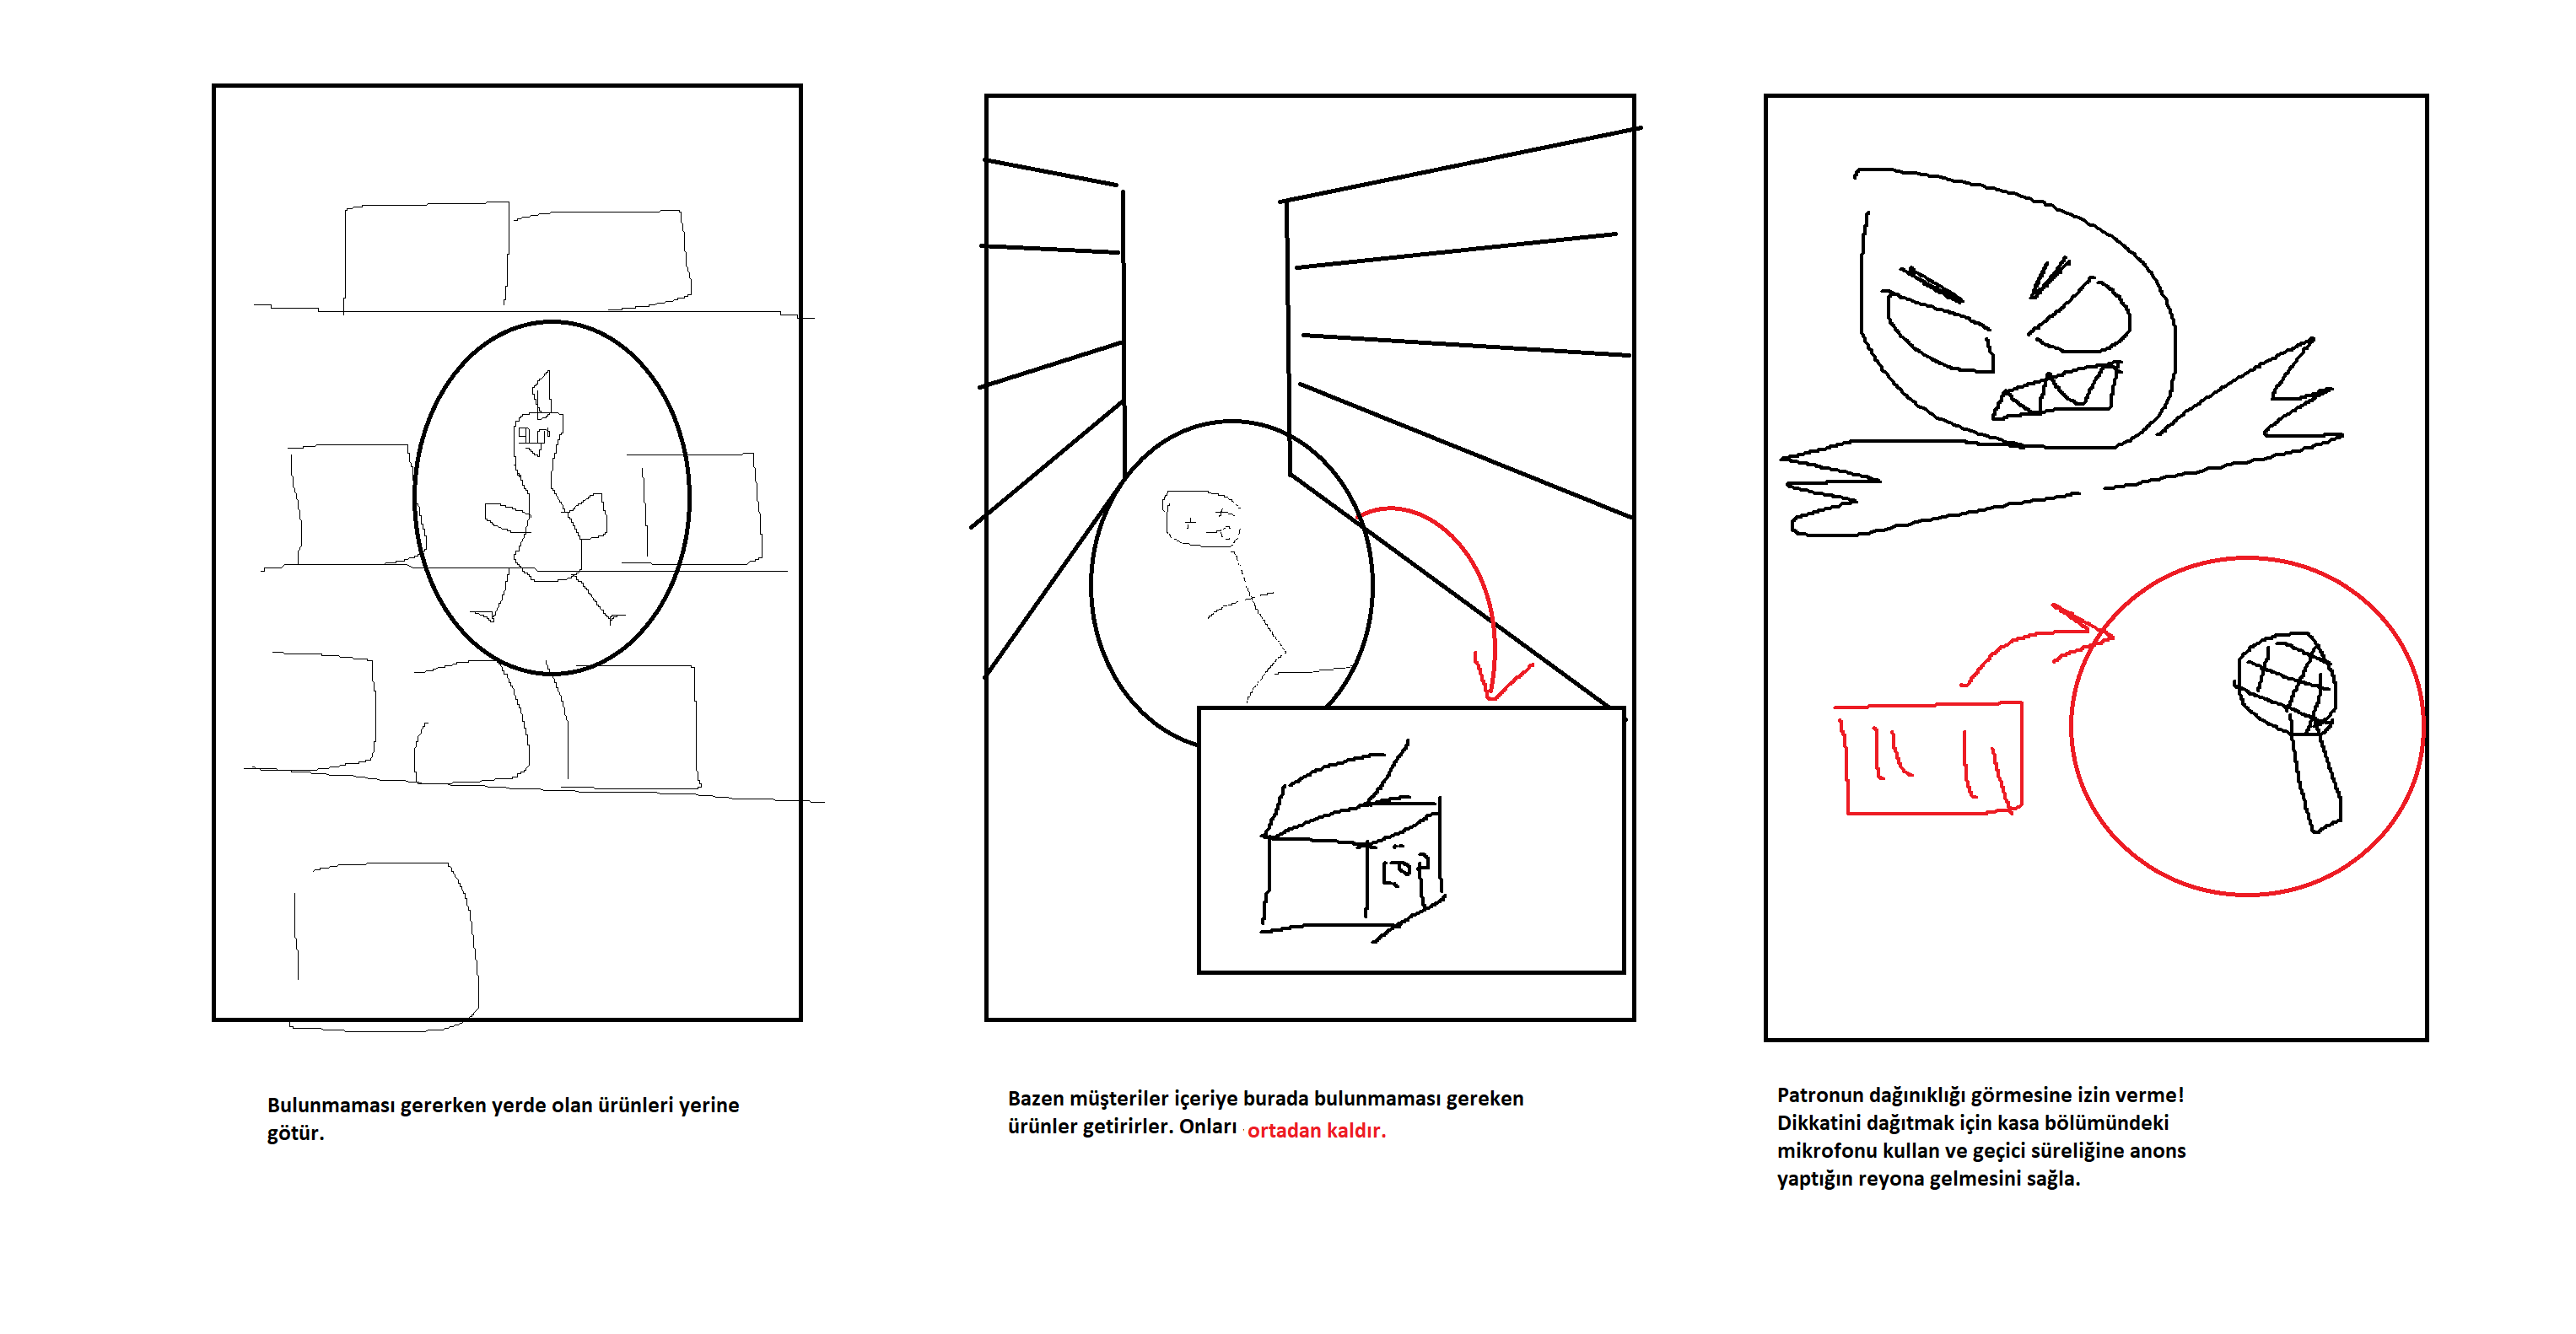 Bulunmaması gererken yerde olan ürünleri yerine
götür.
Bazen müşteriler içeriye burada bulunmaması gereken
ürünler getirirler. Onları ortadan kaldır.
Patronun dağınıklığı görmesine izin verme!
Dikkatini dağıtmak için kasa bölümündeki
mikrofonu kullan ve geçici süreliğine anons
yaptığın reyona gelmesini sağla.